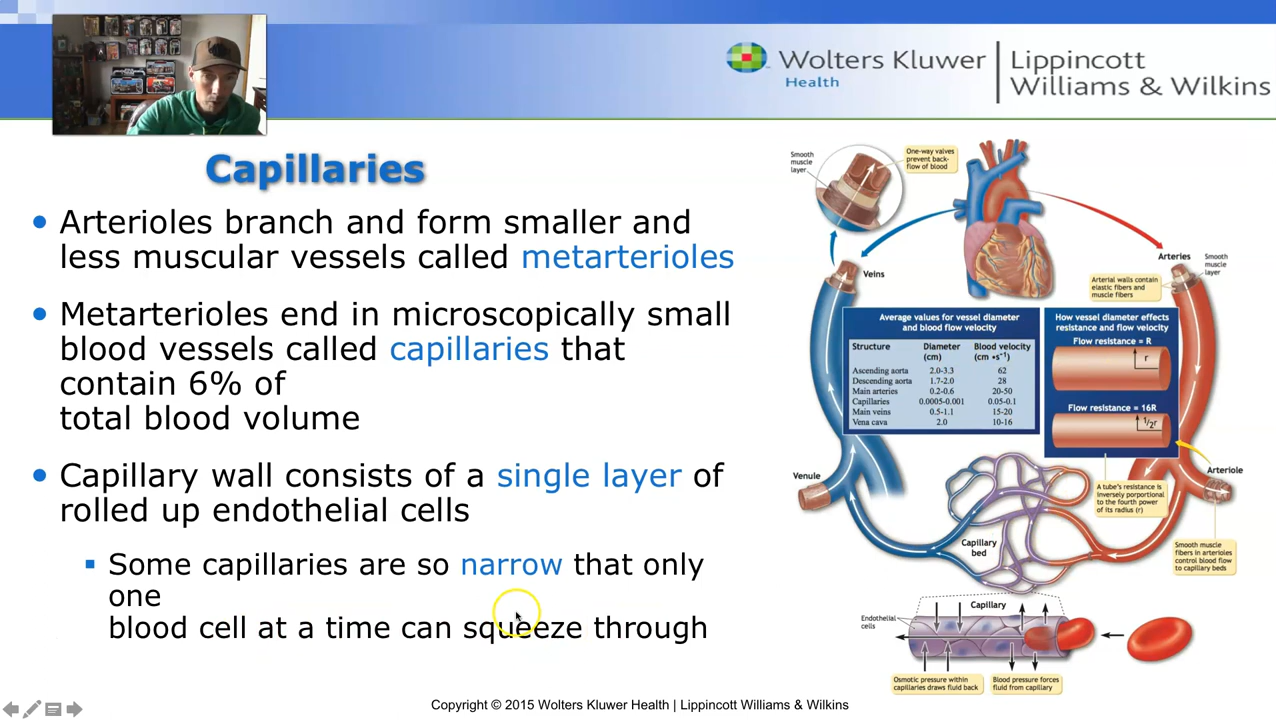 Wolters Kluwer
Health
Lippincott
Williams & Wilkins
Capillaries
• Arterioles branch and form smaller and
less muscular vessels called metarterioles
• Metarterioles end in microscopically small
blood vessels called capillaries that
contain 6% of
total blood volume
• Capillary wall consists of a single layer of
rolled up endothelial cells
▪ Some capillaries are so narrow that only
one
blood cell at a time can squeeze through
Smooth
muscle
layer
One-way valves
prevent back-
flow of blood
Veins
Arteries
Smooth
muscle
layer
Arterial walls contain
elastic fibers and
muscle fibers
Average values for vessel diameter
and blood flow velocity
Structure Diameter Blood velocity
(cm) (cm •s⁻¹)
Ascending aorta 2.0-3.3 62
Descending aorta 1.7-2.0 28
Main arteries 0.2-0.6 20-50
Capillaries 0.0005-0.001 0.05-0.1
Main veins 0.5-1.1 15-20
Vena cava 2.0 10-16
How vessel diameter effects
resistance and flow velocity
Flow resistance = R
r
Flow resistance = 16R
1/2r
Venule
Arteriole
A tube's resistance is
inversely proportional
to the fourth power
of its radius (r)
Capillary
bed
Smooth muscle
fibers in arterioles
control blood flow
to capillary beds
Capillary
Endothelial
cells
Osmotic pressure within
capillaries draws fluid back
Blood pressure forces
fluid from capillary
Copyright © 2015 Wolters Kluwer Health | Lippincott Williams & Wilkins